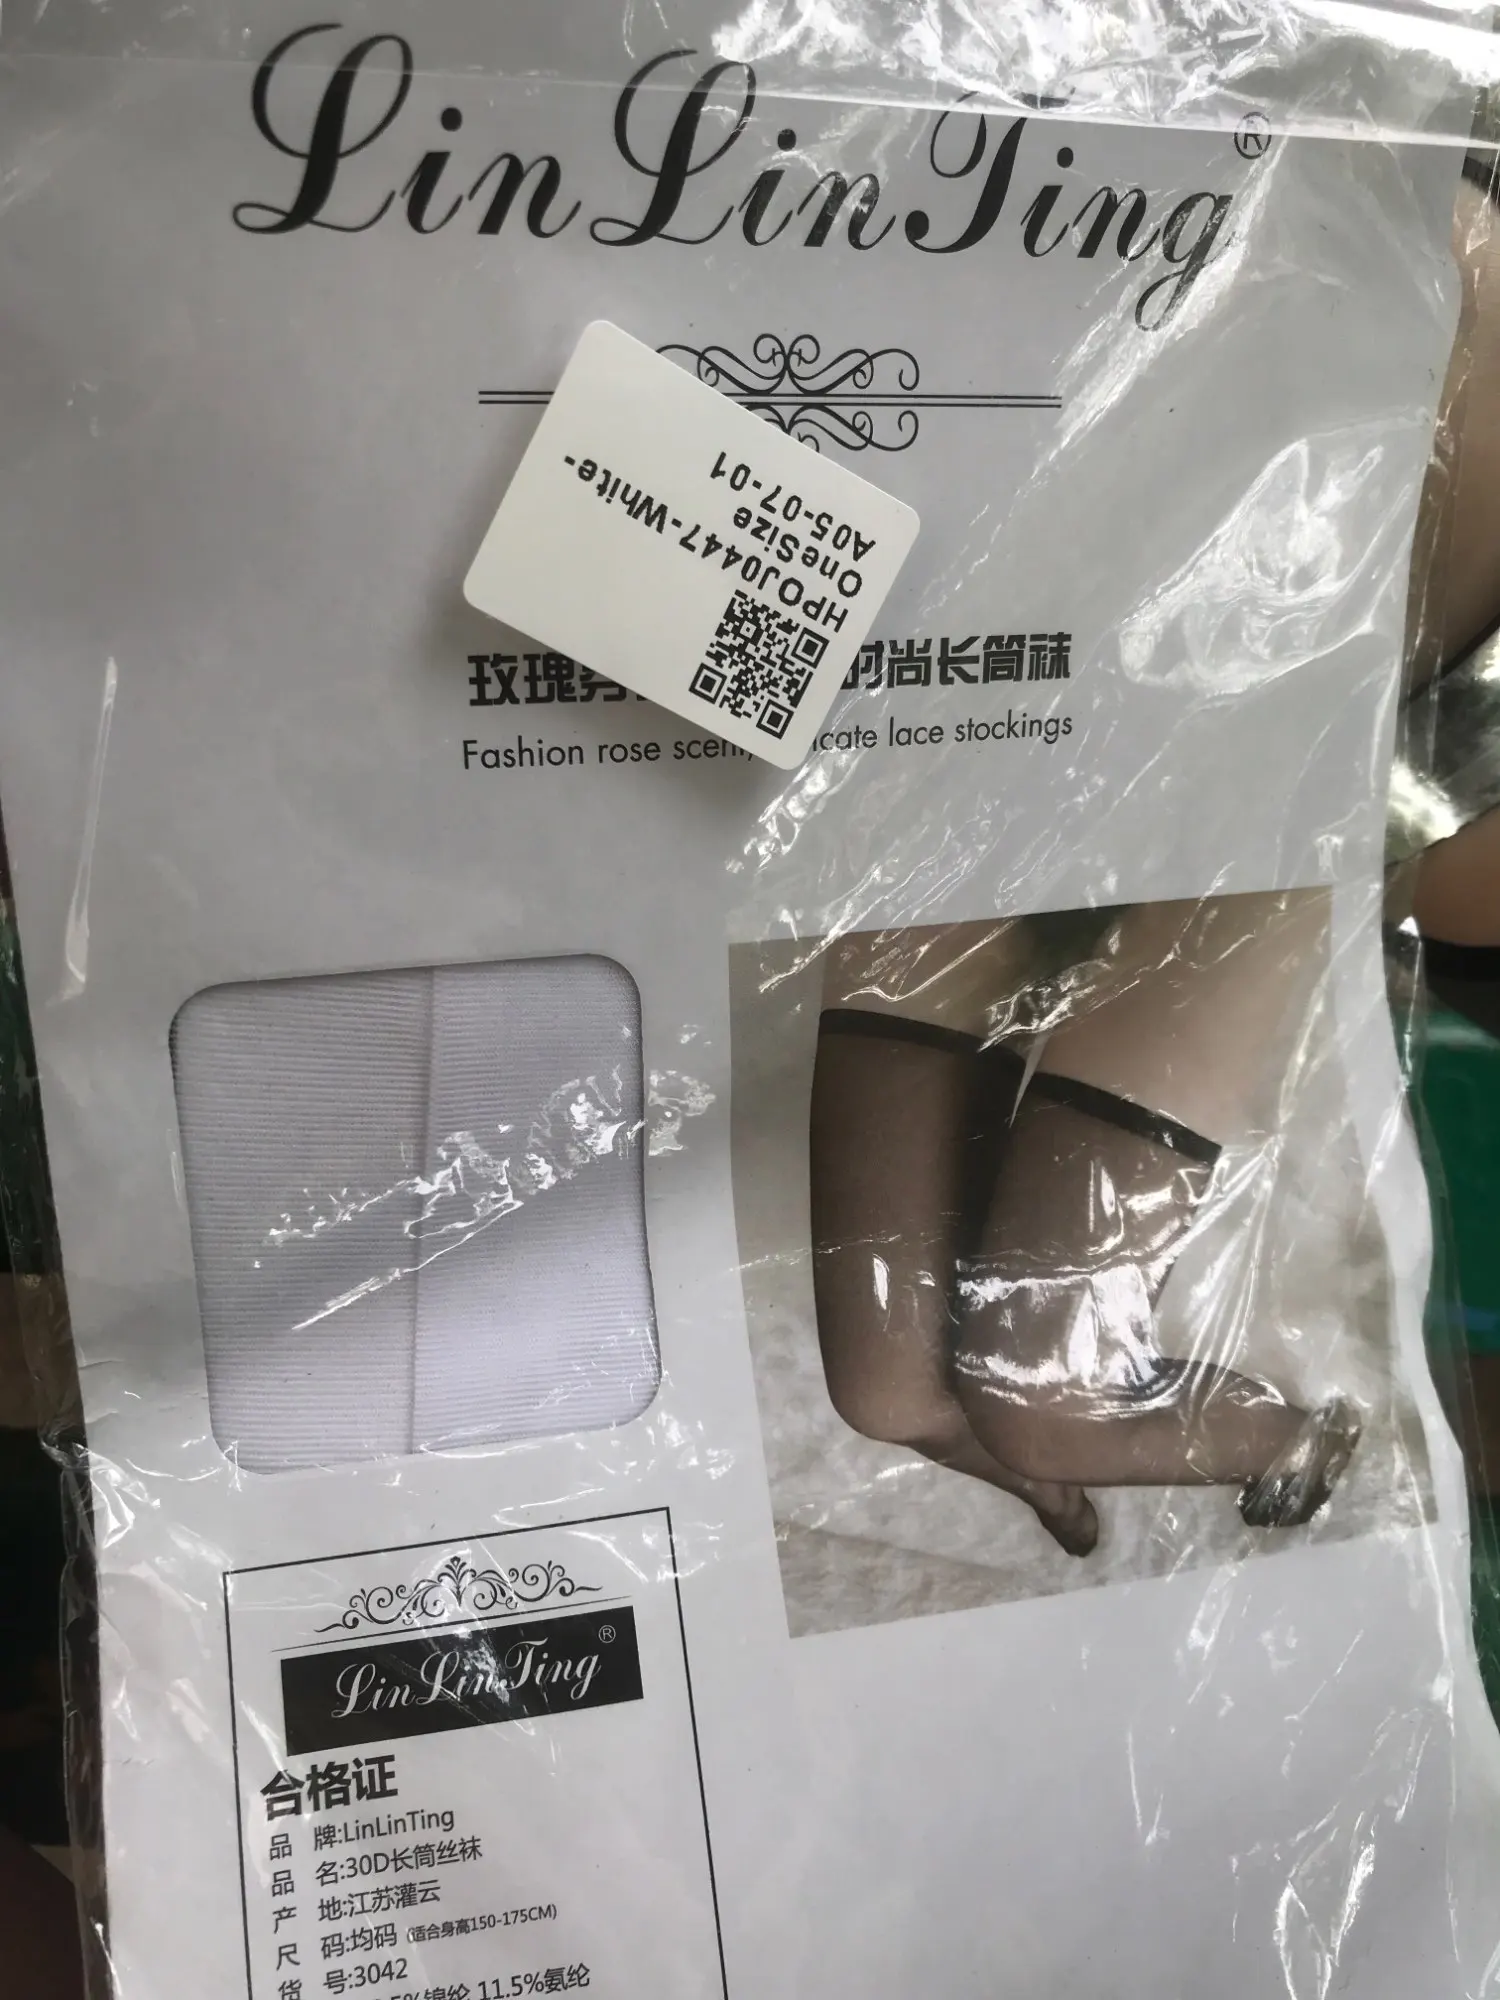 LinLinTing®
HPOJ0447-White-
OneSize
A05-07-01
玫瑰 时尚长筒袜
Fashion rose lace stockings
LinLinTing®
合格证
品 牌:LinLinTing
品 名:30D长筒丝袜
产 地:江苏灌云
尺 码:均码 (适合身高150-175CM)
货 号:3042
5%锦纶 11.5%氨纶